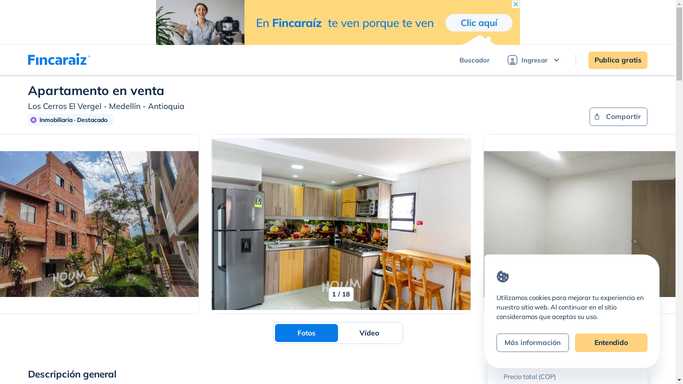 En Fincaraíz te ven porque te ven
Clic aquí
Fincaraiz
Buscador
Ingresar
Publica gratis
Apartamento en venta
Los Cerros El Vergel - Medellín - Antioquia
Inmobiliaria - Destacado
Compartir
HOUM
HOUM
1 / 18
Fotos
Vídeo
Utilizamos cookies para mejorar tu experiencia en
nuestro sitio web. Al continuar en el sitio
consideramos que aceptas su uso.
Más información
Entendido
Descripción general
Precio total (COP)